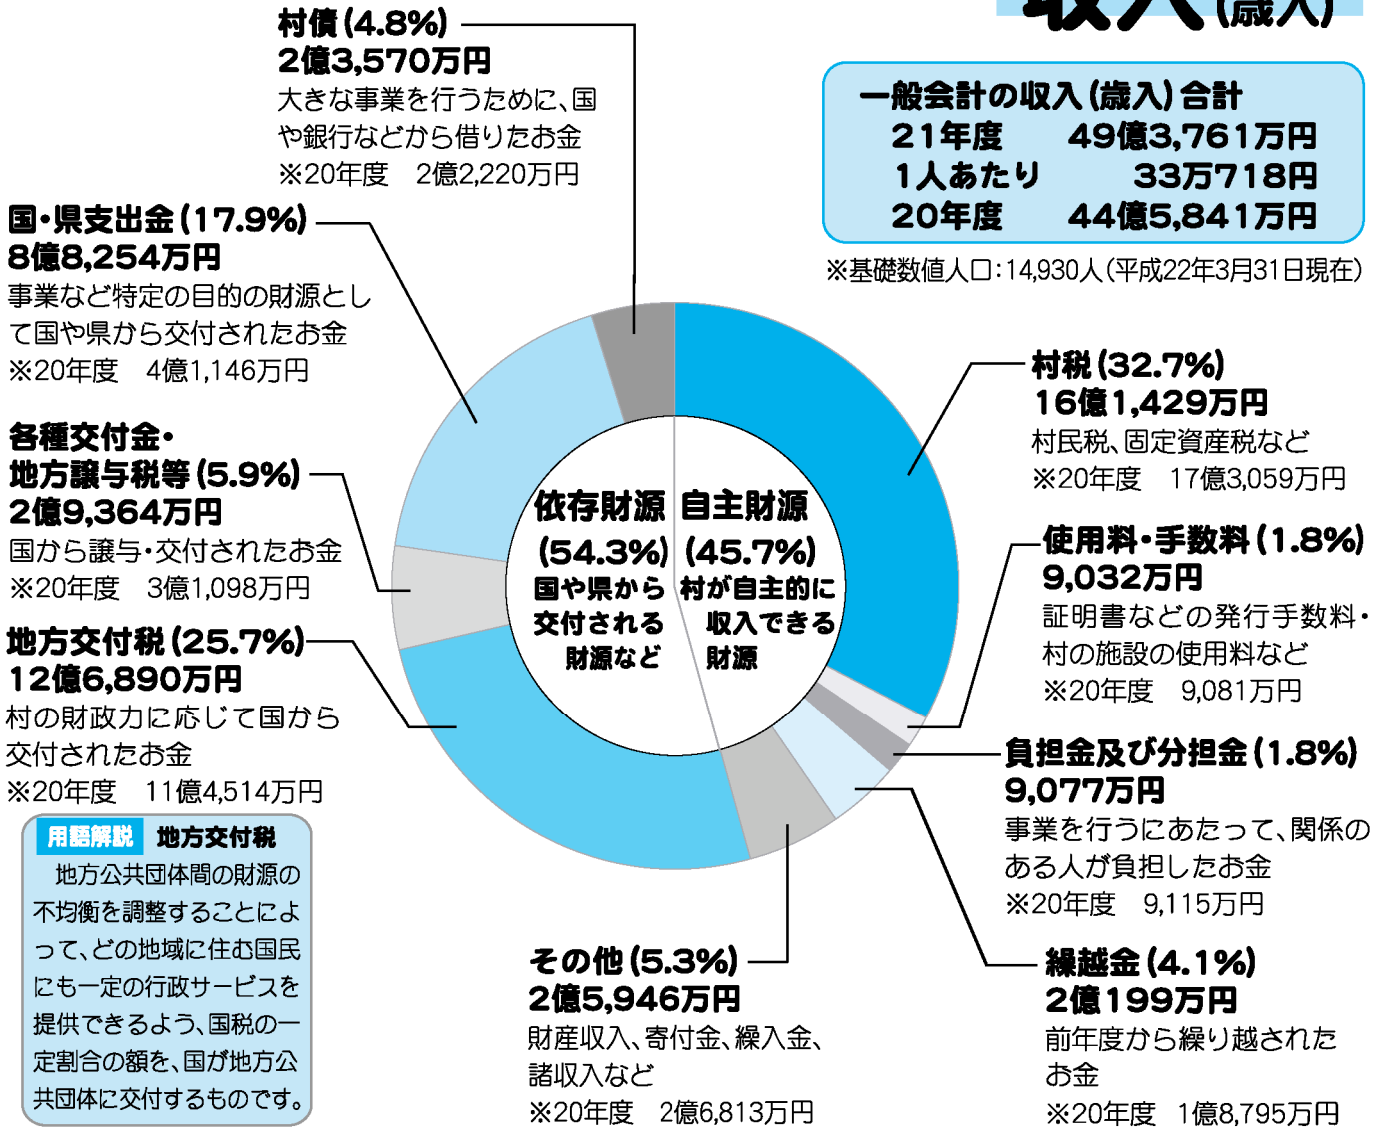 収入(歳入)
一般会計の収入(歳入)合計
21年度 49億3,761万円
1人あたり 33万718円
20年度 44億5,841万円
※基礎数値人口:14,930人(平成22年3月31日現在)
村債(4.8%)
2億3,570万円
大きな事業を行うために、国
や銀行などから借りたお金
※20年度 2億2,220万円
国・県支出金(17.9%)
8億8,254万円
事業など特定の目的の財源とし
て国や県から交付されたお金
※20年度 4億1,146万円
各種交付金・
地方譲与税等(5.9%)
2億9,364万円
国から譲与・交付されたお金
※20年度 3億1,098万円
地方交付税(25.7%)
12億6,890万円
村の財政力に応じて国から
交付されたお金
※20年度 11億4,514万円
用語解説 地方交付税
地方公共団体間の財源の
不均衡を調整することによ
って、どの地域に住む国民
にも一定の行政サービスを
提供できるよう、国税の一
定割合の額を、国が地方公
共団体に交付するものです。
依存財源
(54.3%)
国や県から
交付される
財源など
自主財源
(45.7%)
村が自主的に
収入できる
財源
村税(32.7%)
16億1,429万円
村民税、固定資産税など
※20年度 17億3,059万円
使用料・手数料(1.8%)
9,032万円
証明書などの発行手数料・
村の施設の使用料など
※20年度 9,081万円
負担金及び分担金(1.8%)
9,077万円
事業を行うにあたって、関係の
ある人が負担したお金
※20年度 9,115万円
繰越金(4.1%)
2億199万円
前年度から繰り越された
お金
※20年度 1億8,795万円
その他(5.3%)
2億5,946万円
財産収入、寄付金、繰入金、
諸収入など
※20年度 2億6,813万円